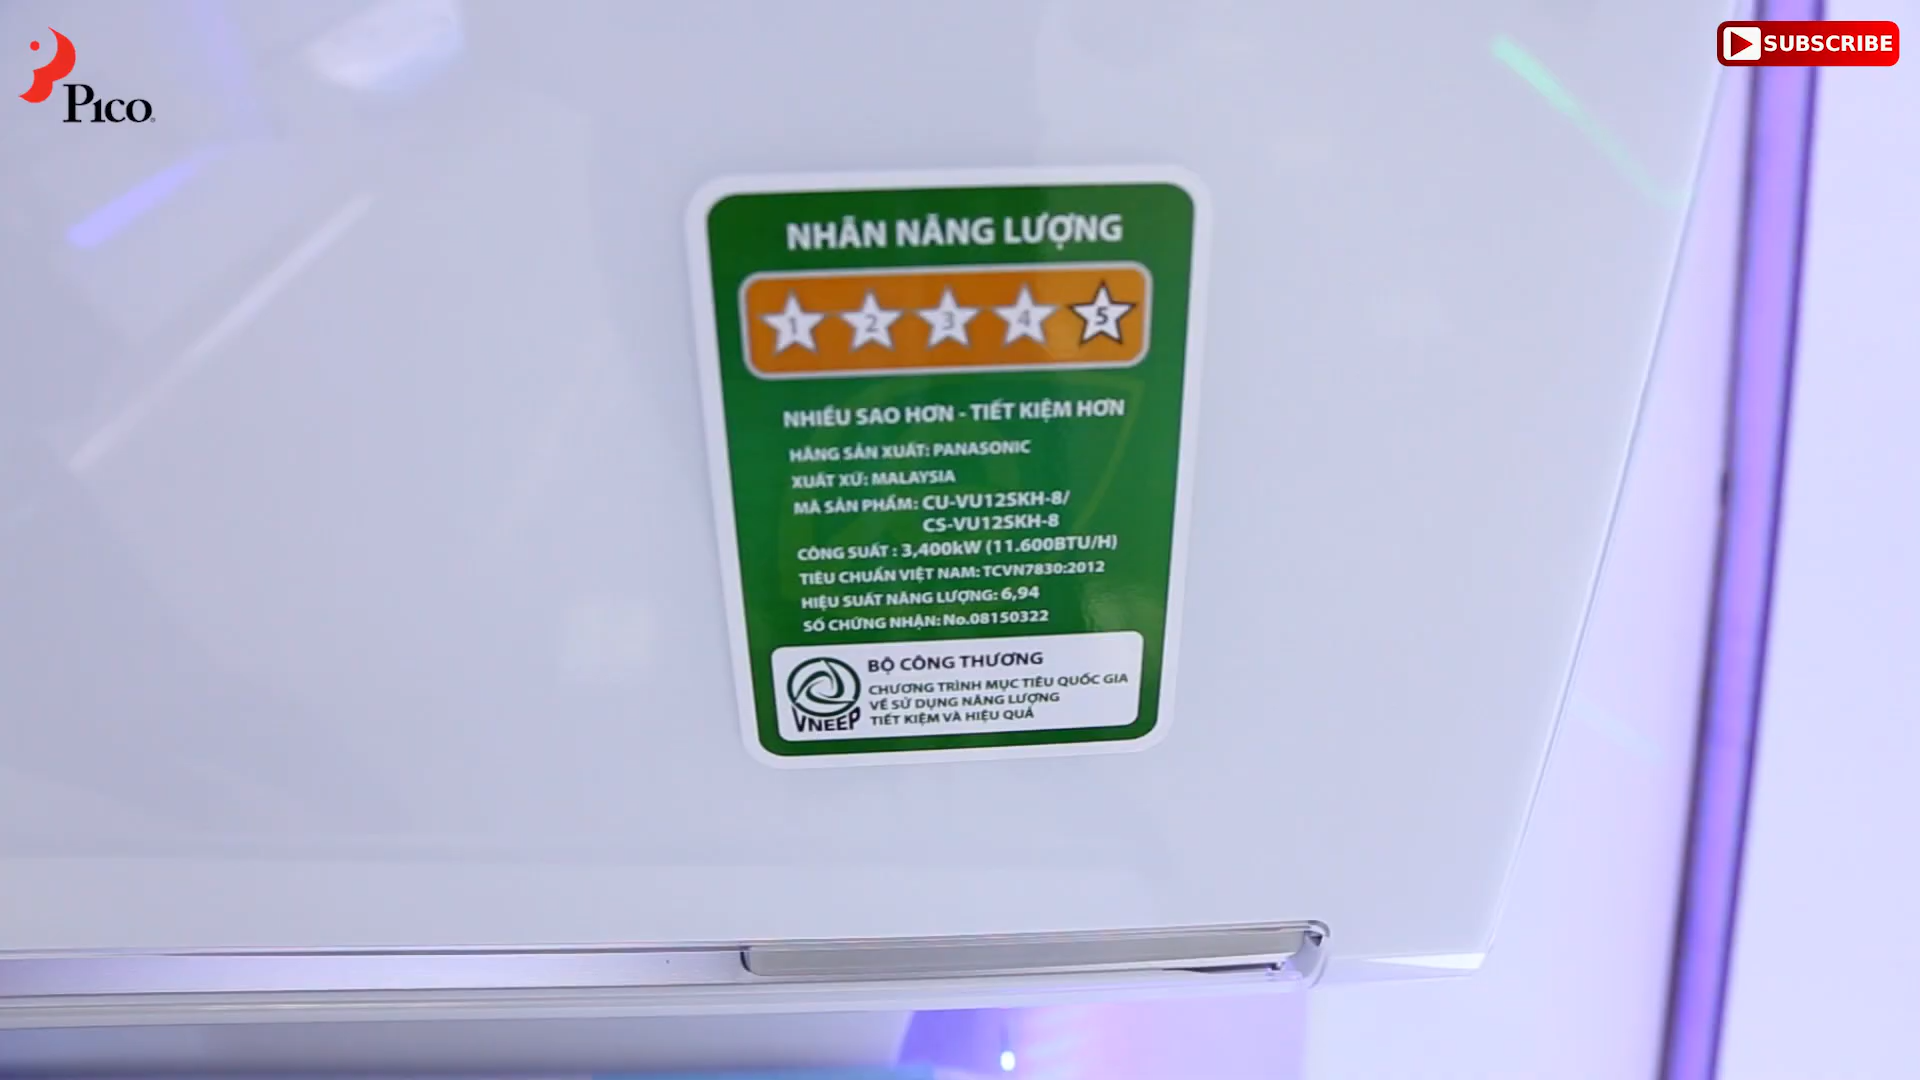 Pico
SUBSCRIBE
NHÃN NĂNG LƯỢNG
1 2 3 4 5
NHIỀU SAO HƠN - TIẾT KIỆM HƠN
HÃNG SẢN XUẤT: PANASONIC
XUẤT XỨ: MALAYSIA
MÃ SẢN PHẨM: CU-VU12SKH-8/
CS-VU12SKH-8
CÔNG SUẤT : 3,400kW (11.600BTU/H)
TIÊU CHUẨN VIỆT NAM: TCVN7830:2012
HIỆU SUẤT NĂNG LƯỢNG: 6,94
SỐ CHỨNG NHẬN: No.08150322
BỘ CÔNG THƯƠNG
CHƯƠNG TRÌNH MỤC TIÊU QUỐC GIA
VỀ SỬ DỤNG NĂNG LƯỢNG
TIẾT KIỆM VÀ HIỆU QUẢ
VNEEP